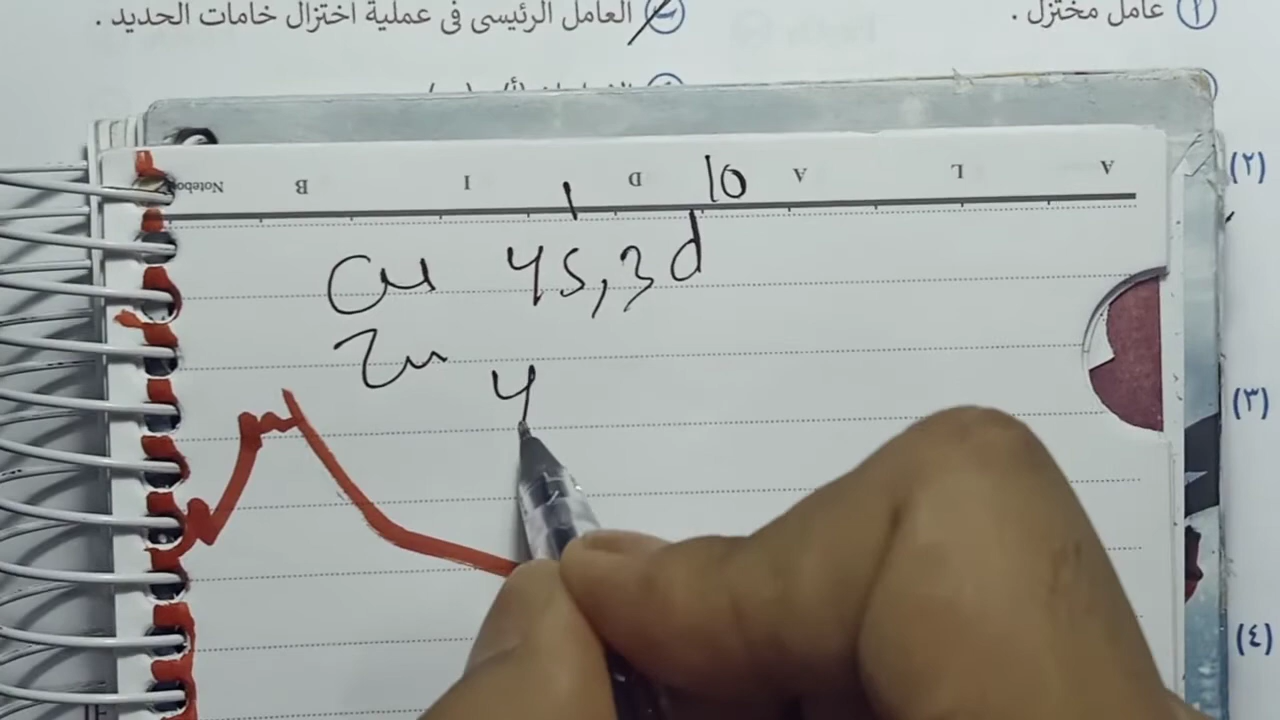 ١ عامل مختزل .
ب العامل الرئيسى فى عملية اختزال خامات الحديد .
(٢)
Notebook B I D A L A
1 10
Cu 4s,3d
Zn
4
(٣)
(٤)